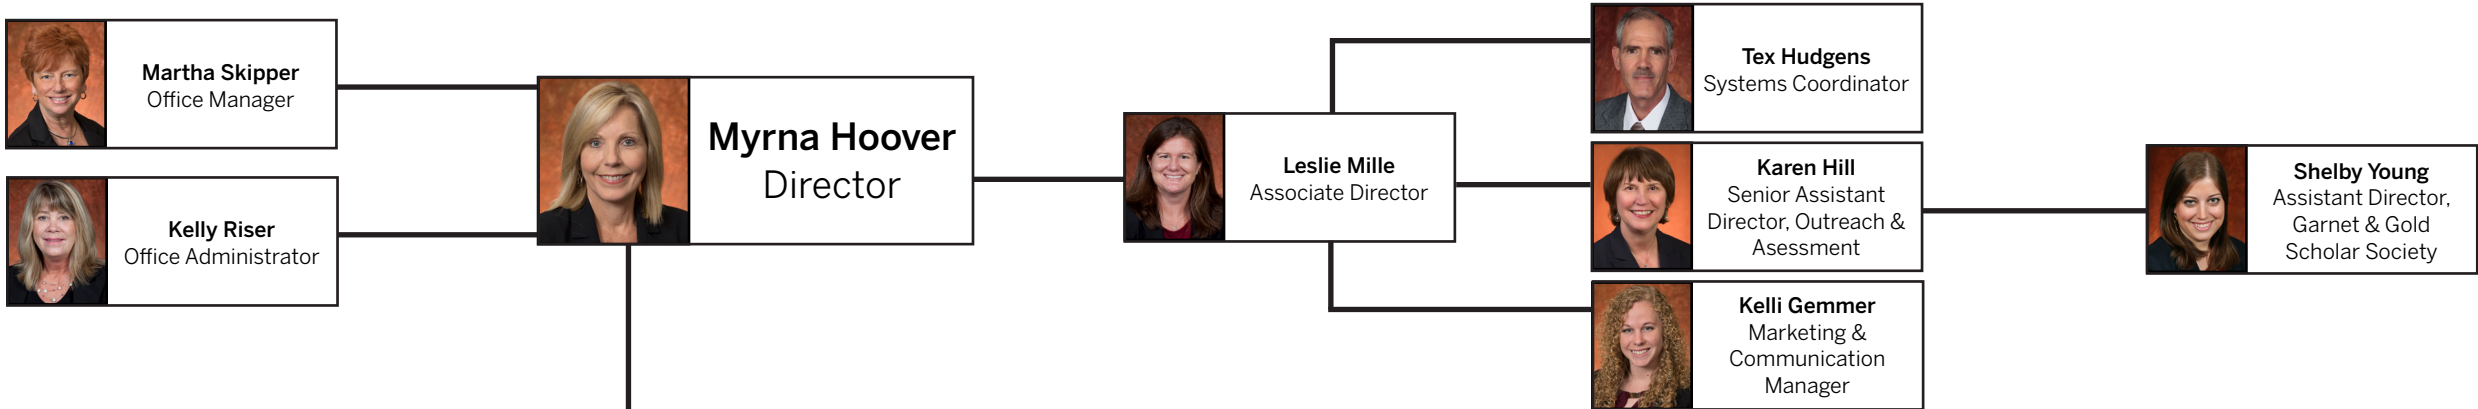 Martha Skipper
Office Manager
Kelly Riser
Office Administrator
Myrna Hoover
Director
Leslie Mille
Associate Director
Tex Hudgens
Systems Coordinator
Karen Hill
Senior Assistant
Director, Outreach &
Asessment
Kelli Gemmer
Marketing &
Communication
Manager
Shelby Young
Assistant Director,
Garnet & Gold
Scholar Society